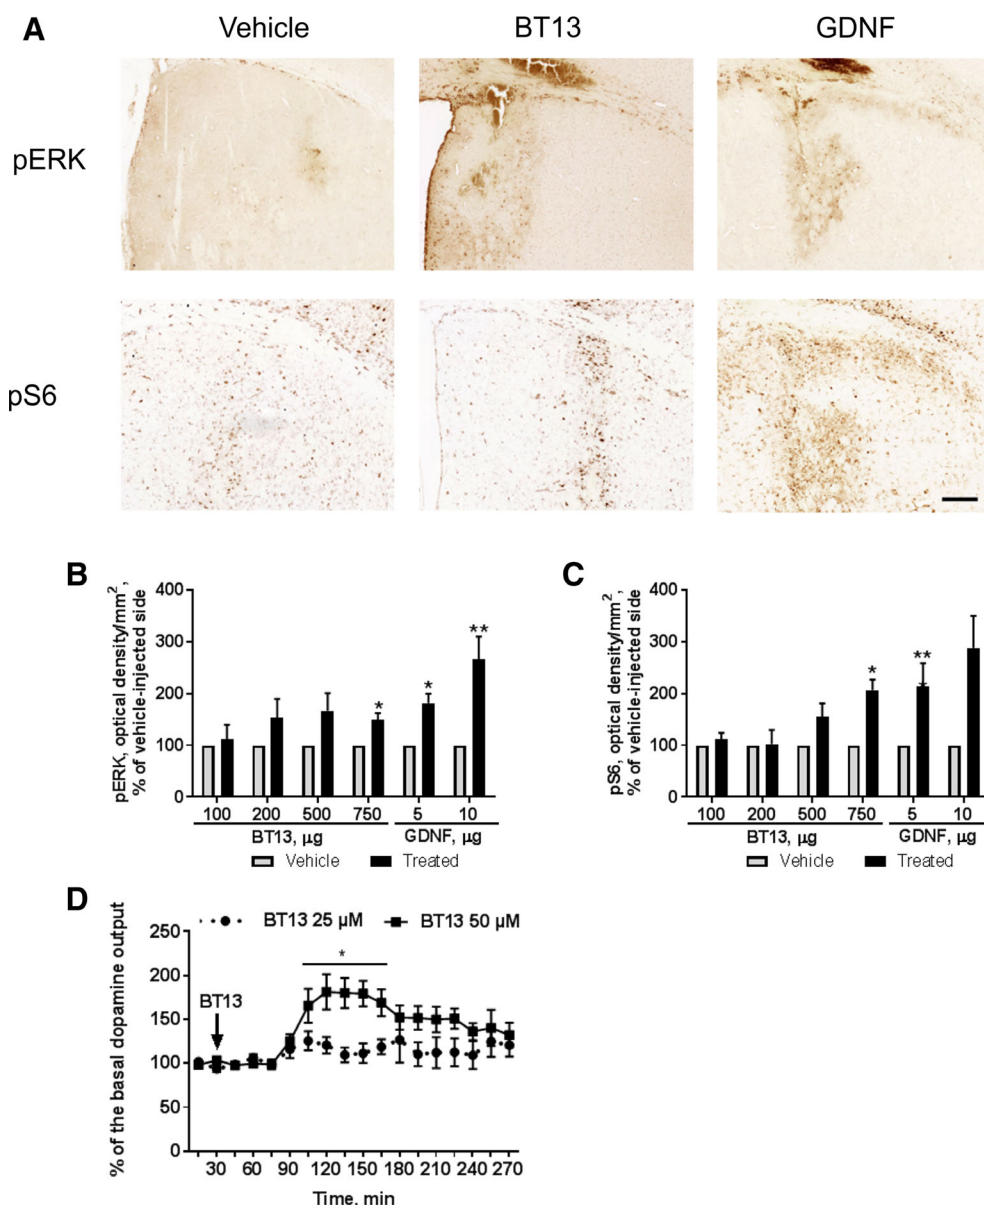 A
Vehicle BT13 GDNF
pERK
pS6
B
pERK, optical density/mm², 
% of vehicle-injected side
400
300
200
100
0
100 200 500 750 5 10
BT13, µg GDNF, µg
Vehicle Treated
*
*
**
C
pS6, optical density/mm²,
% of vehicle-injected side
400
300
200
100
0
100 200 500 750 5 10
BT13, µg GDNF, µg
Vehicle Treated
*
**
*
D
BT13 25 µM BT13 50 µM
% of the basal dopamine output
250
200
150
100
50
0
BT13
*
30 60 90 120 150 180 210 240 270
Time, min